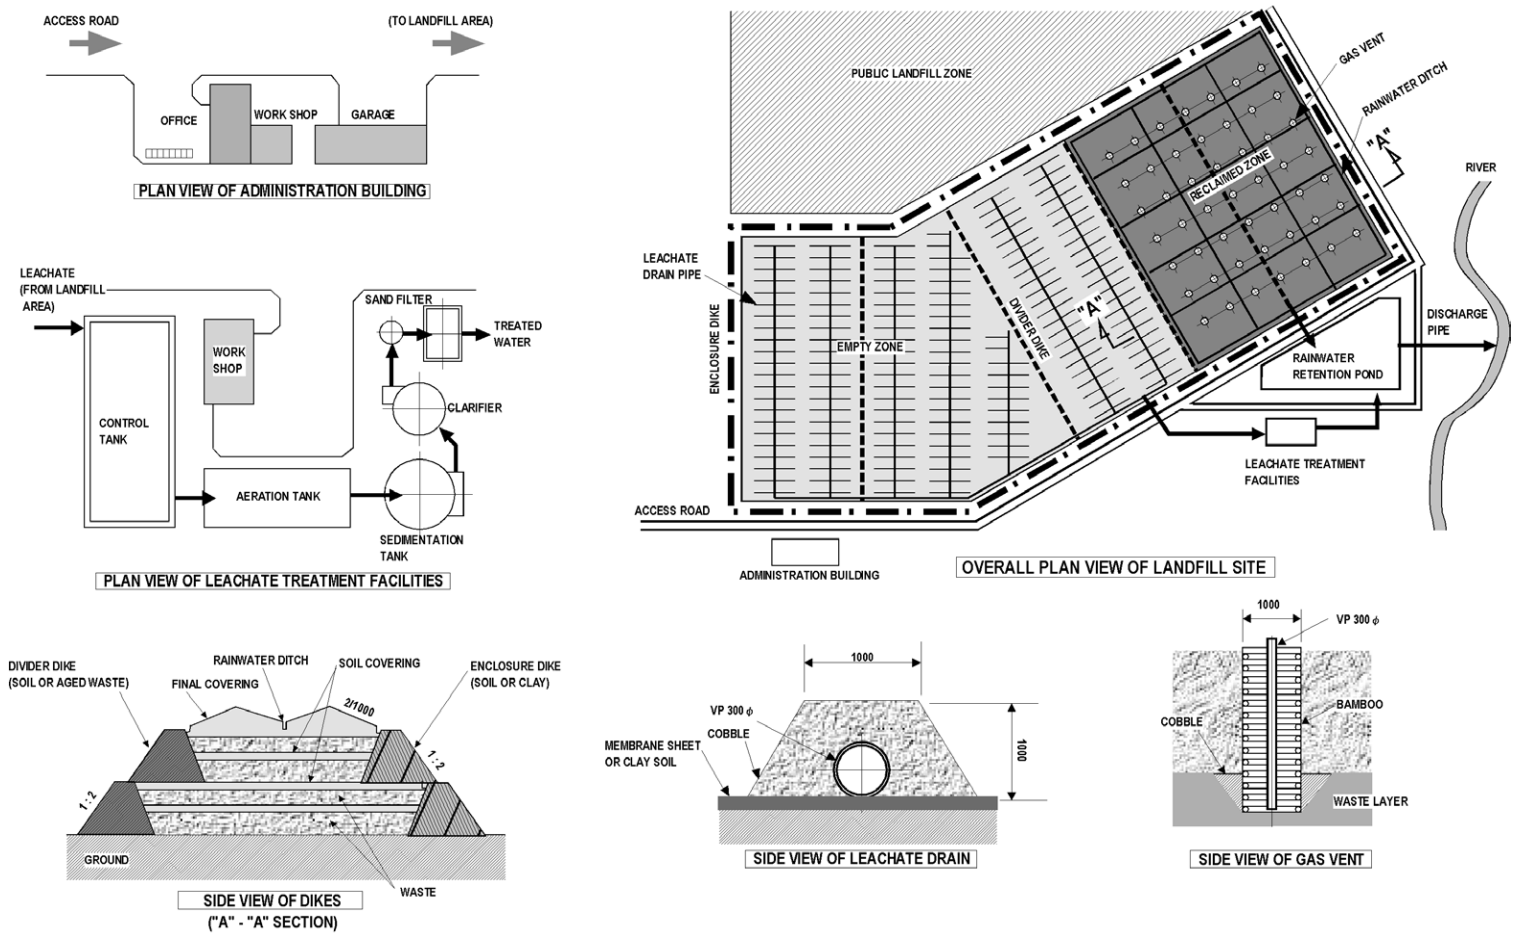 ACCESS ROAD
(TO LANDFILL AREA)
OFFICE
WORK SHOP
GARAGE
PLAN VIEW OF ADMINISTRATION BUILDING
LEACHATE
(FROM LANDFILL
AREA)
SAND FILTER
TREATED
WATER
WORK
SHOP
CONTROL
TANK
CLARIFIER
AERATION TANK
SEDIMENTATION
TANK
PLAN VIEW OF LEACHATE TREATMENT FACILITIES
PUBLIC LANDFILL ZONE
GAS VENT
RAINWATER DITCH
"A"
RECLAIMED ZONE
RIVER
LEACHATE
DRAIN PIPE
ENCLOSURE DIKE
EMPTY ZONE
DIVIDER DIKE
"A"
DISCHARGE
PIPE
RAINWATER
RETENTION POND
LEACHATE TREATMENT
FACILITIES
ACCESS ROAD
ADMINISTRATION BUILDING
OVERALL PLAN VIEW OF LANDFILL SITE
DIVIDER DIKE
(SOIL OR AGED WASTE)
RAINWATER DITCH
FINAL COVERING
SOIL COVERING
ENCLOSURE DIKE
(SOIL OR CLAY)
2/1000
1 : 2
1 : 2
GROUND
WASTE
SIDE VIEW OF DIKES
("A" - "A" SECTION)
1000
VP 300 φ
COBBLE
MEMBRANE SHEET
OR CLAY SOIL
1000
SIDE VIEW OF LEACHATE DRAIN
1000
VP 300 φ
BAMBOO
COBBLE
WASTE LAYER
SIDE VIEW OF GAS VENT